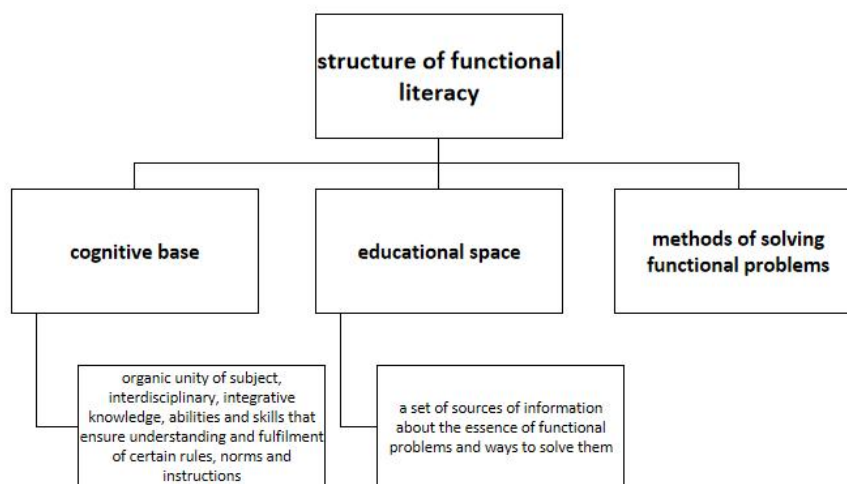 structure of functional
literacy
cognitive base
educational space
methods of solving
functional problems
organic unity of subject,
interdisciplinary, integrative
knowledge, abilities and skills that
ensure understanding and fulfilment
of certain rules, norms and
instructions
a set of sources of information
about the essence of functional
problems and ways to solve them